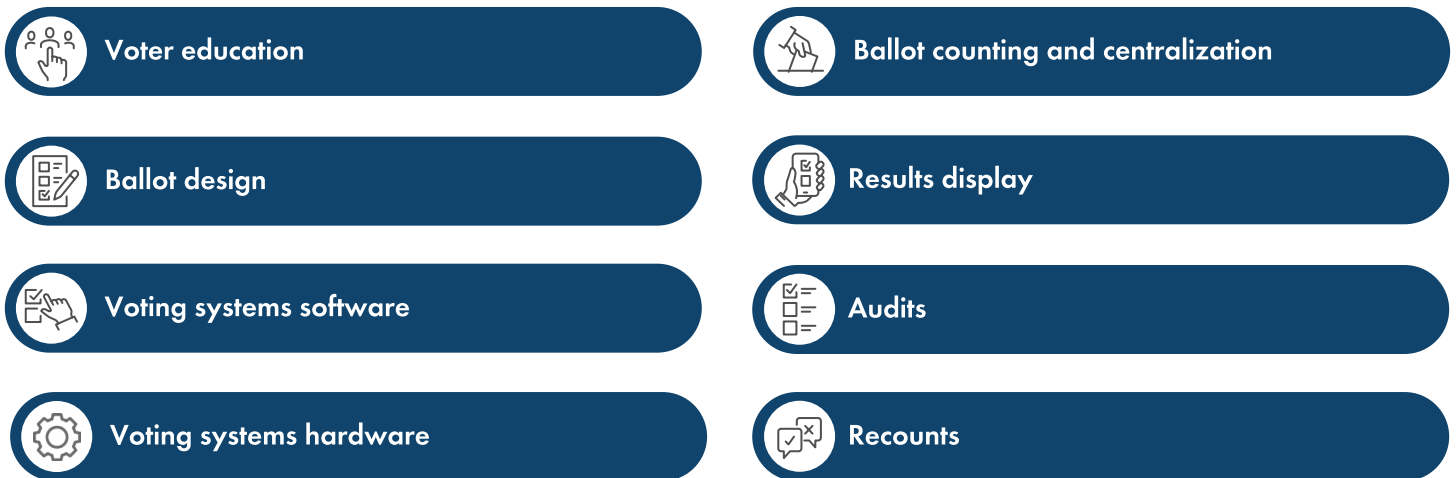 Voter education
Ballot design
Voting systems software
Voting systems hardware
Ballot counting and centralization
Results display
Audits
Recounts